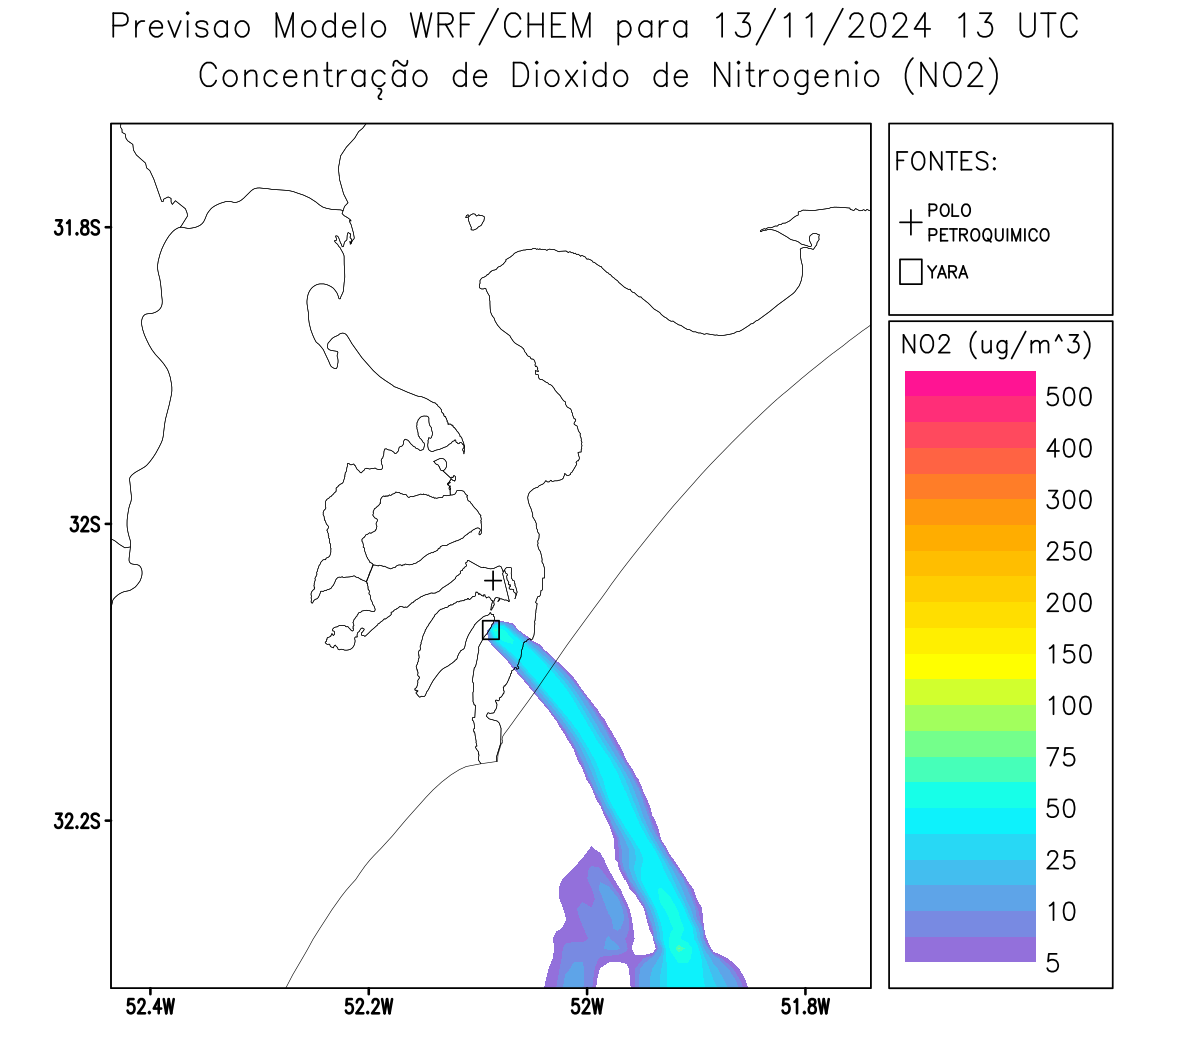 Previsao Modelo WRF/CHEM para 13/11/2024 13 UTC
Concentração de Dioxido de Nitrogenio (NO2)
FONTES:
POLO
PETROQUIMICO
YARA
NO2 (ug/m^3)
500
400
300
250
200
150
100
75
50
25
10
5
31.8S
32S
32.2S
52.4W
52.2W
52W
51.8W